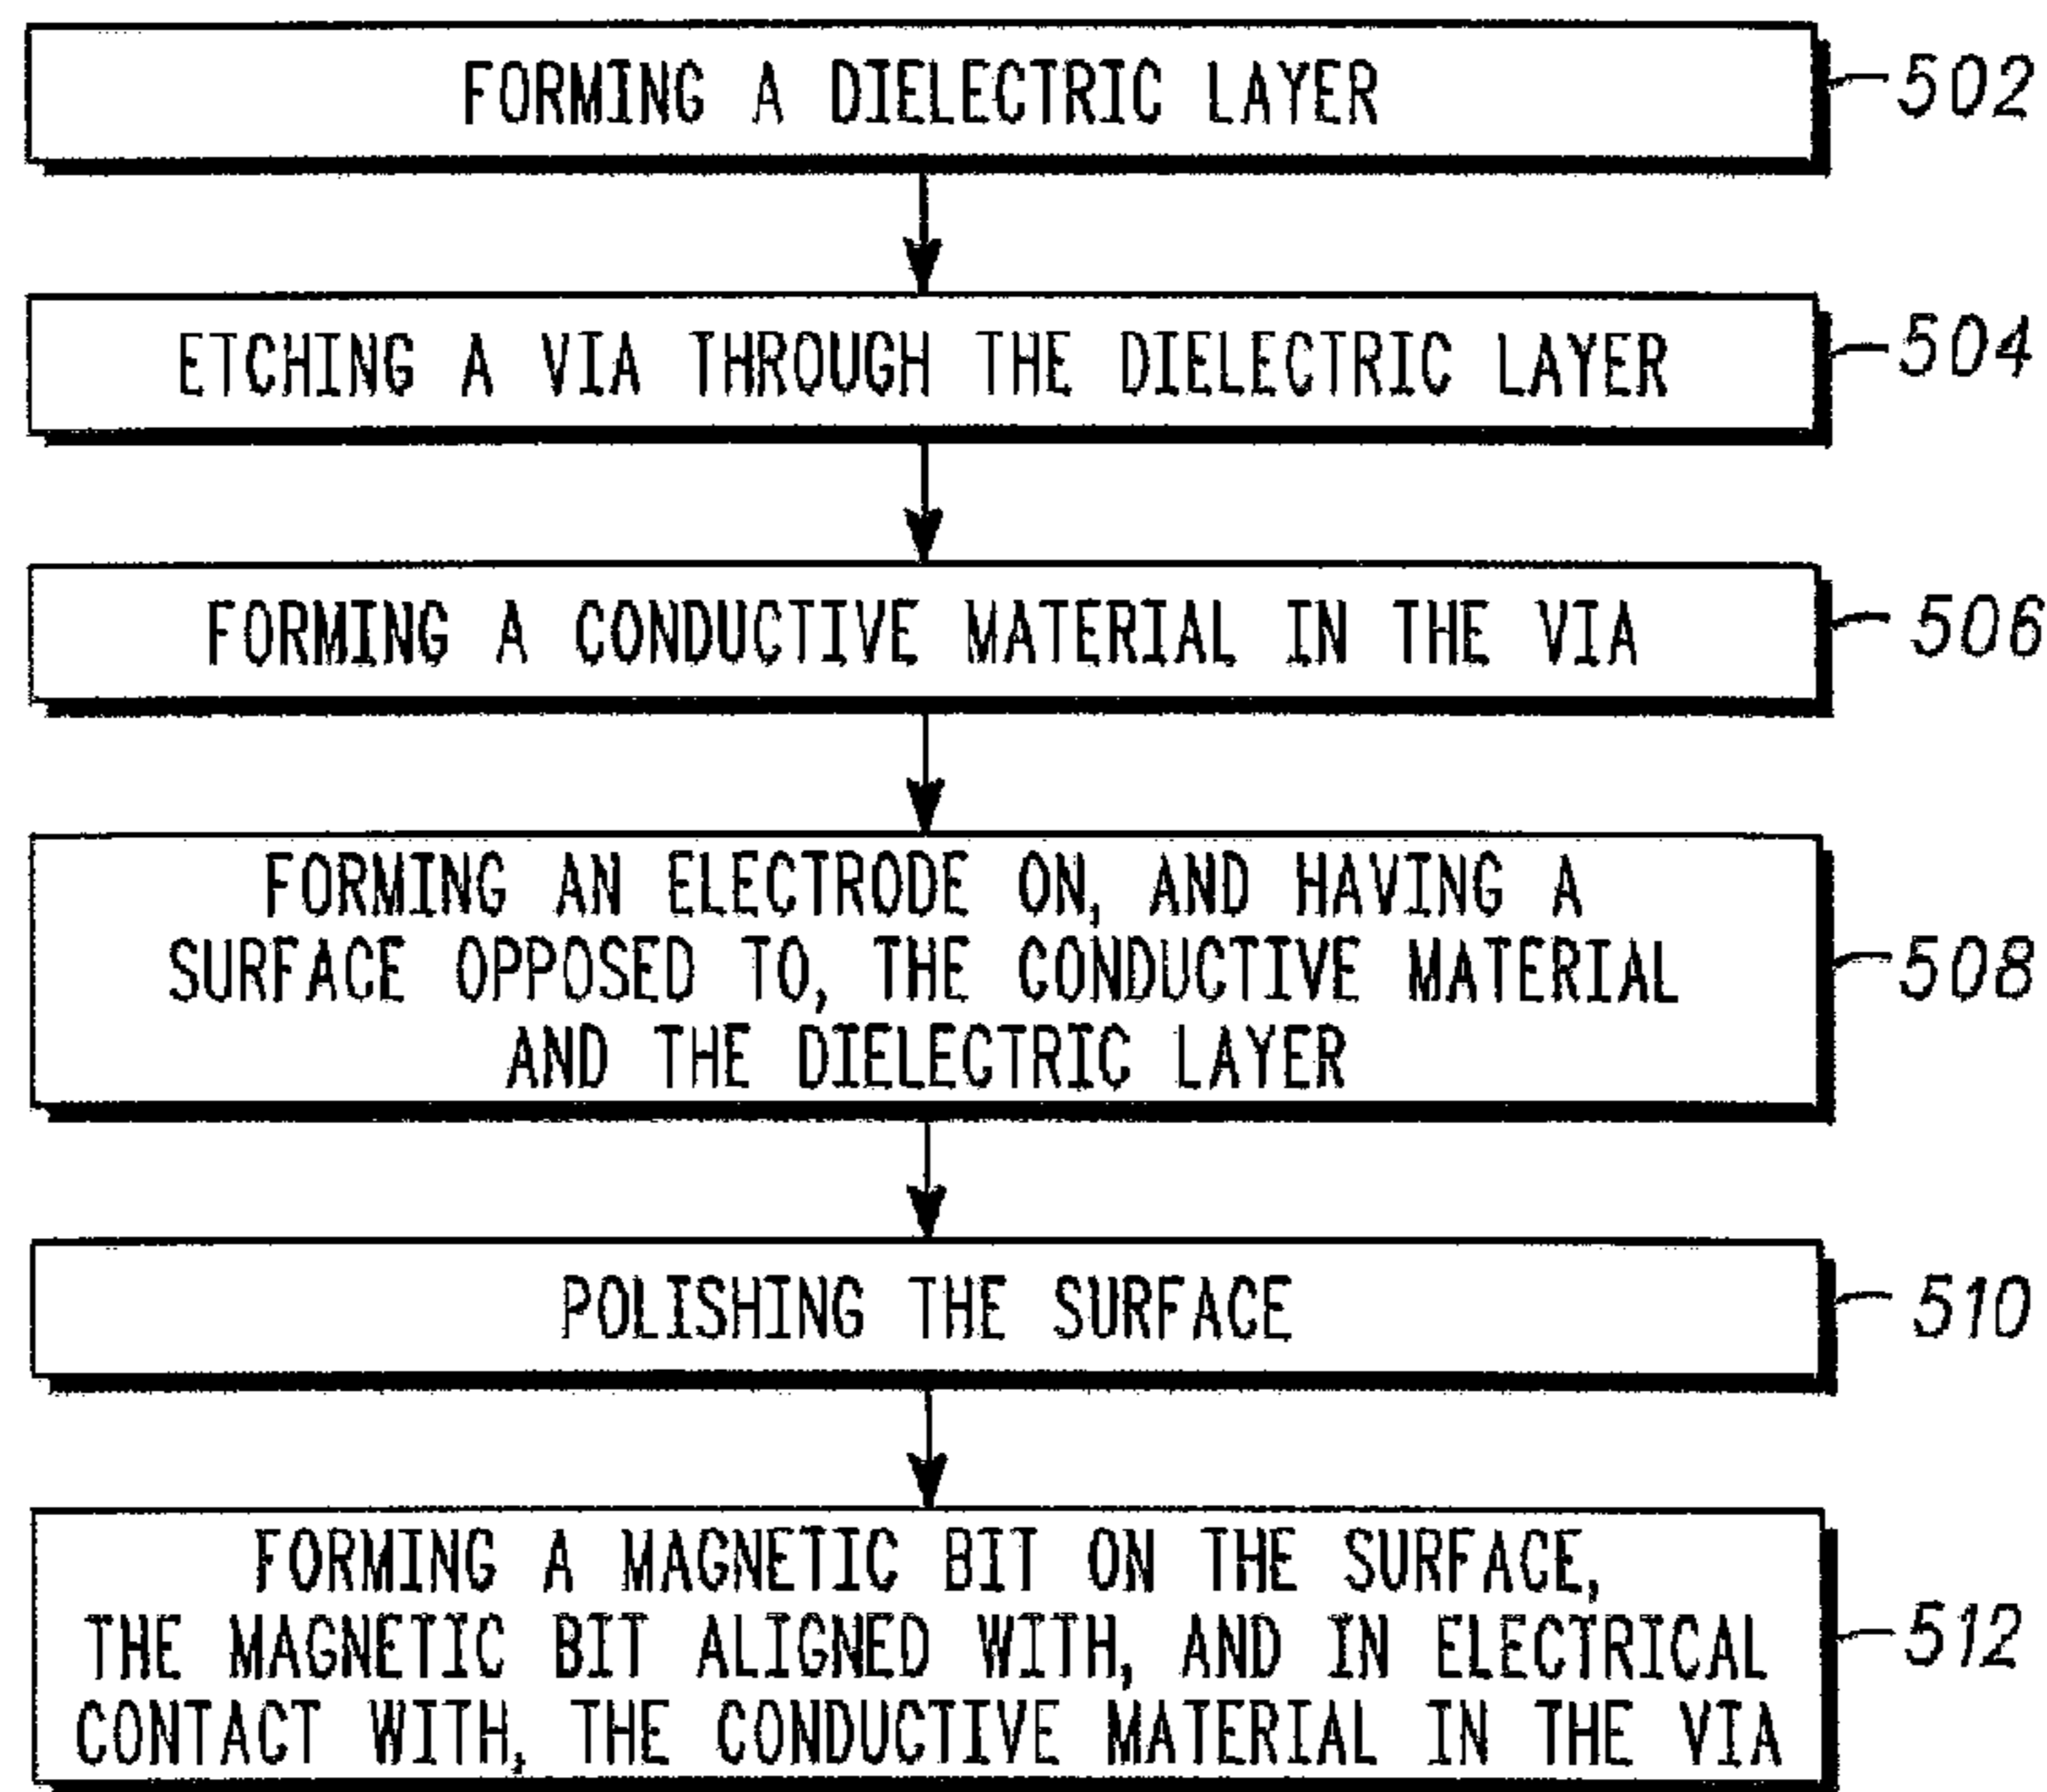 FORMING A DIELECTRIC LAYER
502
ETCHING A VIA THROUGH THE DIELECTRIC LAYER
504
FORMING A CONDUCTIVE MATERIAL IN THE VIA
506
FORMING AN ELECTRODE ON, AND HAVING A
SURFACE OPPOSED TO, THE CONDUCTIVE MATERIAL
AND THE DIELECTRIC LAYER
508
POLISHING THE SURFACE
510
FORMING A MAGNETIC BIT ON THE SURFACE,
THE MAGNETIC BIT ALIGNED WITH, AND IN ELECTRICAL
CONTACT WITH, THE CONDUCTIVE MATERIAL IN THE VIA
512